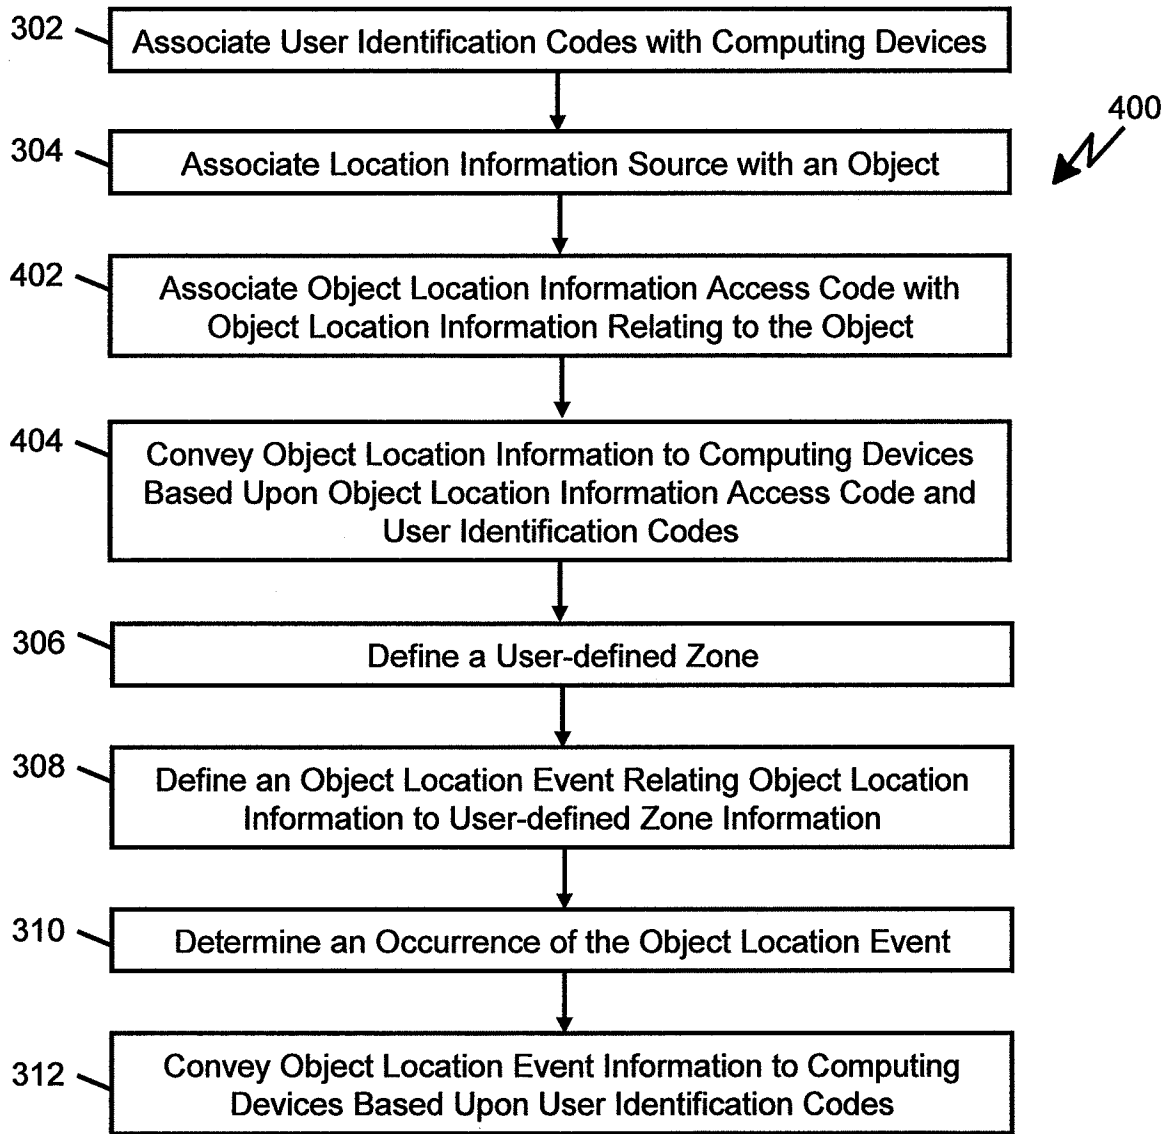 302
Associate User Identification Codes with Computing Devices
400
304
Associate Location Information Source with an Object
402
Associate Object Location Information Access Code with
Object Location Information Relating to the Object
404
Convey Object Location Information to Computing Devices
Based Upon Object Location Information Access Code and
User Identification Codes
306
Define a User-defined Zone
308
Define an Object Location Event Relating Object Location
Information to User-defined Zone Information
310
Determine an Occurrence of the Object Location Event
312
Convey Object Location Event Information to Computing
Devices Based Upon User Identification Codes